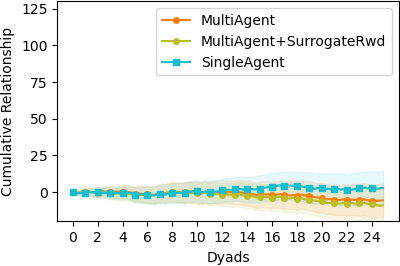 Cumulative Relationship
125
100
75
50
25
0
MultiAgent
MultiAgent+SurrogateRwd
SingleAgent
0 2 4 6 8 10 12 14 16 18 20 22 24
Dyads